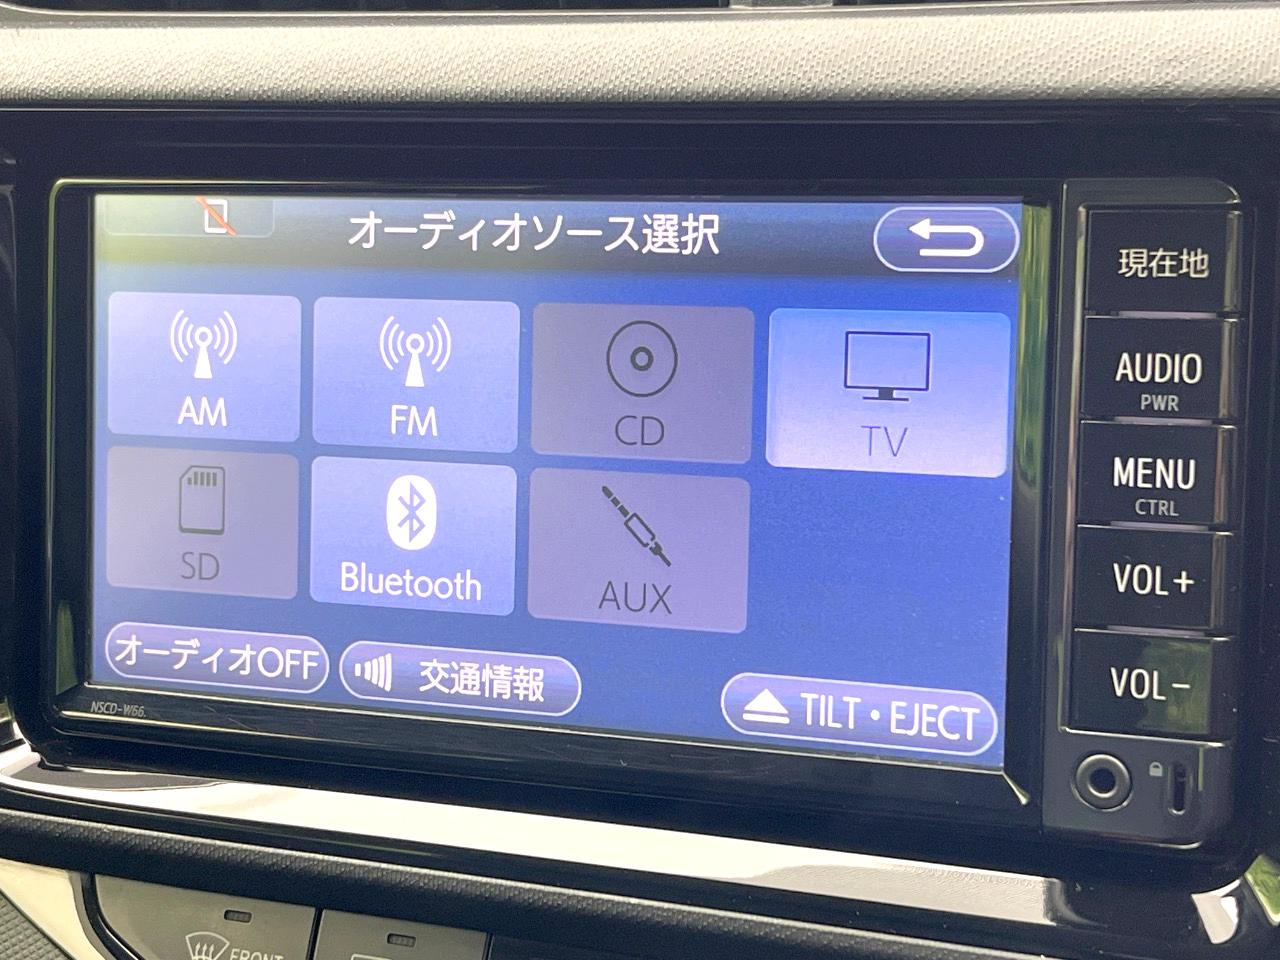 オーディオソース選択
AM
FM
CD
TV
SD
Bluetooth
AUX
オーディオOFF
交通情報
TILT・EJECT
NSCD-W66
現在地
AUDIO
PWR
MENU
CTRL
VOL+
VOL-
FRONT